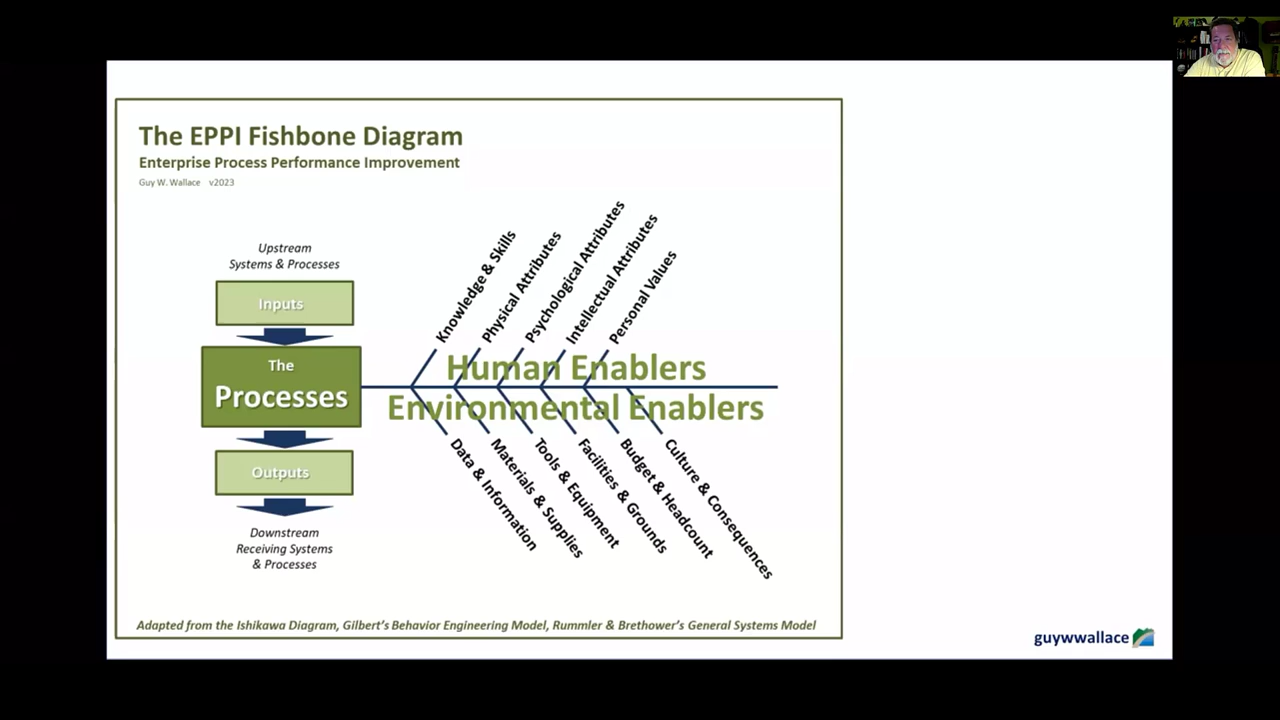 The EPPI Fishbone Diagram
Enterprise Process Performance Improvement
Guy W. Wallace v2023
Upstream
Systems & Processes
Inputs
The
Processes
Outputs
Downstream
Receiving Systems
& Processes
Knowledge & Skills
Physical Attributes
Psychological Attributes
Intellectual Attributes
Personal Values
Human Enablers
Environmental Enablers
Data & Information
Materials & Supplies
Tools & Equipment
Facilities & Grounds
Budget & Headcount
Culture & Consequences
Adapted from the Ishikawa Diagram, Gilbert's Behavior Engineering Model, Rummler & Brethower's General Systems Model
guywwallace